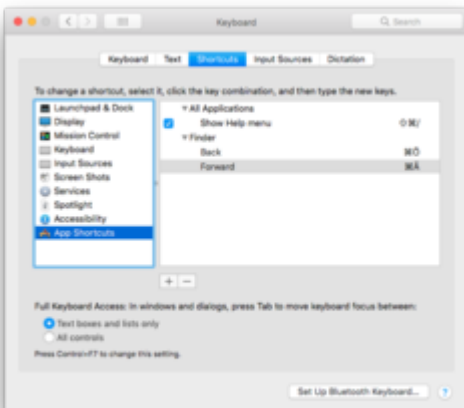 Keyboard
Search
Keyboard Text Shortcuts Input Sources Dictation
To change a shortcut, select it, click the key combination, and then type the new keys.
Launchpad & Dock
Display
Mission Control
Keyboard
Input Sources
Screen Shots
Services
Spotlight
Accessibility
App Shortcuts
All Applications
Show Help menu ⇧⌘/
Finder
Back ⌘Ö
Forward ⌘Ä
+ −
Full Keyboard Access: In windows and dialogs, press Tab to move keyboard focus between:
Text boxes and lists only
All controls
Press Control+F7 to change this setting.
Set Up Bluetooth Keyboard... ?